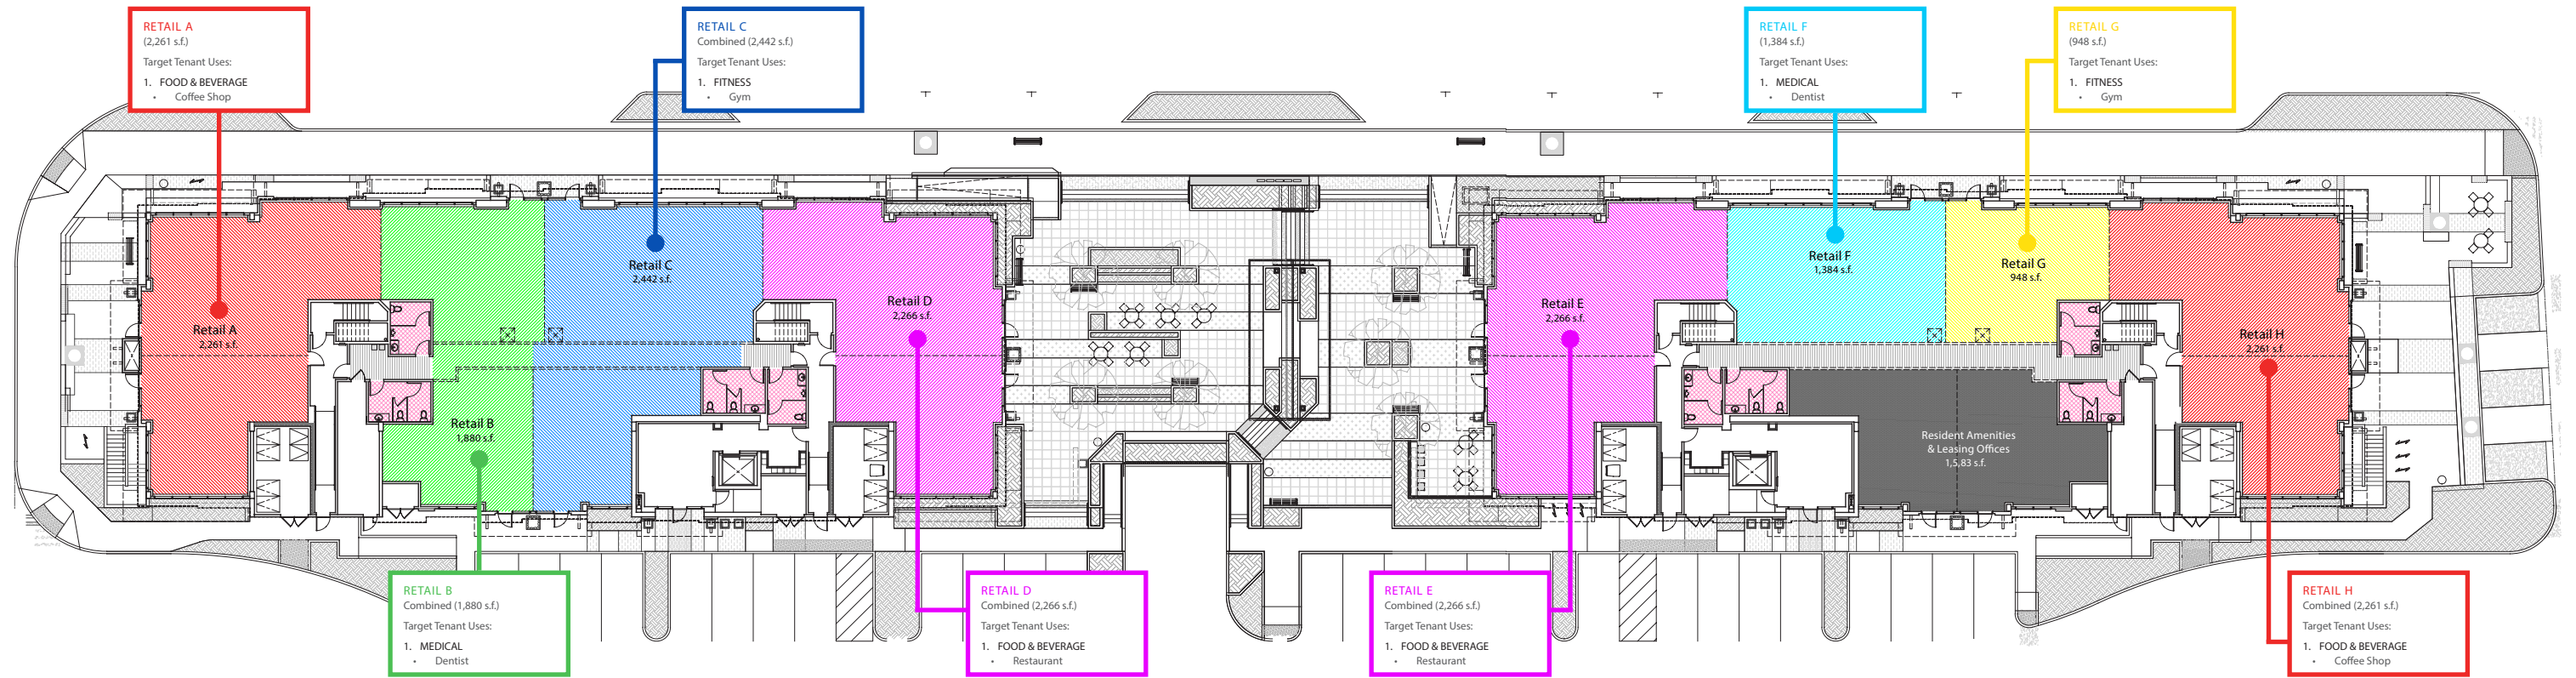 RETAIL A
(2,261 s.f.)
Target Tenant Uses:
1. FOOD & BEVERAGE
• Coffee Shop
RETAIL C
Combined (2,442 s.f.)
Target Tenant Uses:
1. FITNESS
• Gym
RETAIL F
(1,384 s.f.)
Target Tenant Uses:
1. MEDICAL
• Dentist
RETAIL G
(948 s.f.)
Target Tenant Uses:
1. FITNESS
• Gym
Retail A
2,261 s.f.
Retail B
1,880 s.f.
Retail C
2,442 s.f.
Retail D
2,266 s.f.
Retail E
2,266 s.f.
Retail F
1,384 s.f.
Retail G
948 s.f.
Retail H
2,261 s.f.
Resident Amenities
& Leasing Offices
1,5,83 s.f.
RETAIL B
Combined (1,880 s.f.)
Target Tenant Uses:
1. MEDICAL
• Dentist
RETAIL D
Combined (2,266 s.f.)
Target Tenant Uses:
1. FOOD & BEVERAGE
• Restaurant
RETAIL E
Combined (2,266 s.f.)
Target Tenant Uses:
1. FOOD & BEVERAGE
• Restaurant
RETAIL H
Combined (2,261 s.f.)
Target Tenant Uses:
1. FOOD & BEVERAGE
• Coffee Shop